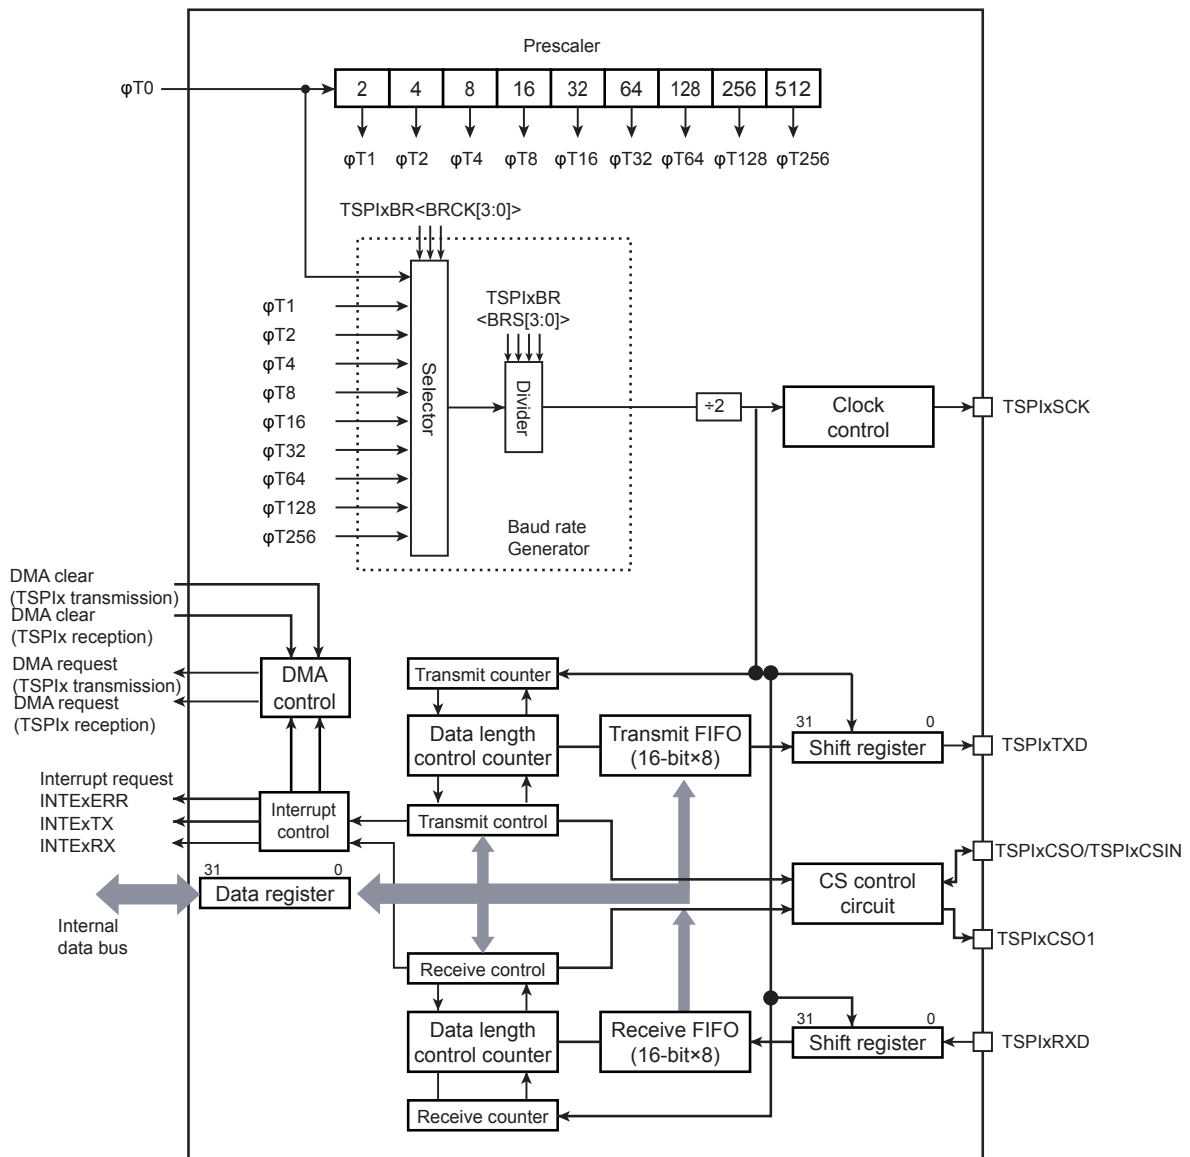 Prescaler
φT0
2 4 8 16 32 64 128 256 512
φT1 φT2 φT4 φT8 φT16 φT32 φT64 φT128 φT256
TSPIxBR<BRCK[3:0]>
TSPIxBR
<BRS[3:0]>
φT1
φT2
φT4
φT8
φT16
φT32
φT64
φT128
φT256
Selector
Divider
÷2
Clock
control
TSPIxSCK
Baud rate
Generator
DMA clear
(TSPIx transmission)
DMA clear
(TSPIx reception)
DMA request
(TSPIx transmission)
DMA request
(TSPIx reception)
DMA
control
Transmit counter
Data length
control counter
Transmit FIFO
(16-bit×8)
31 0
Shift register
TSPIxTXD
Interrupt request
INTExERR
INTExTX
INTExRX
Interrupt
control
Transmit control
31 0
Data register
Internal
data bus
CS control
circuit
TSPIxCSO/TSPIxCSIN
TSPIxCSO1
Receive control
Data length
control counter
Receive FIFO
(16-bit×8)
31 0
Shift register
TSPIxRXD
Receive counter